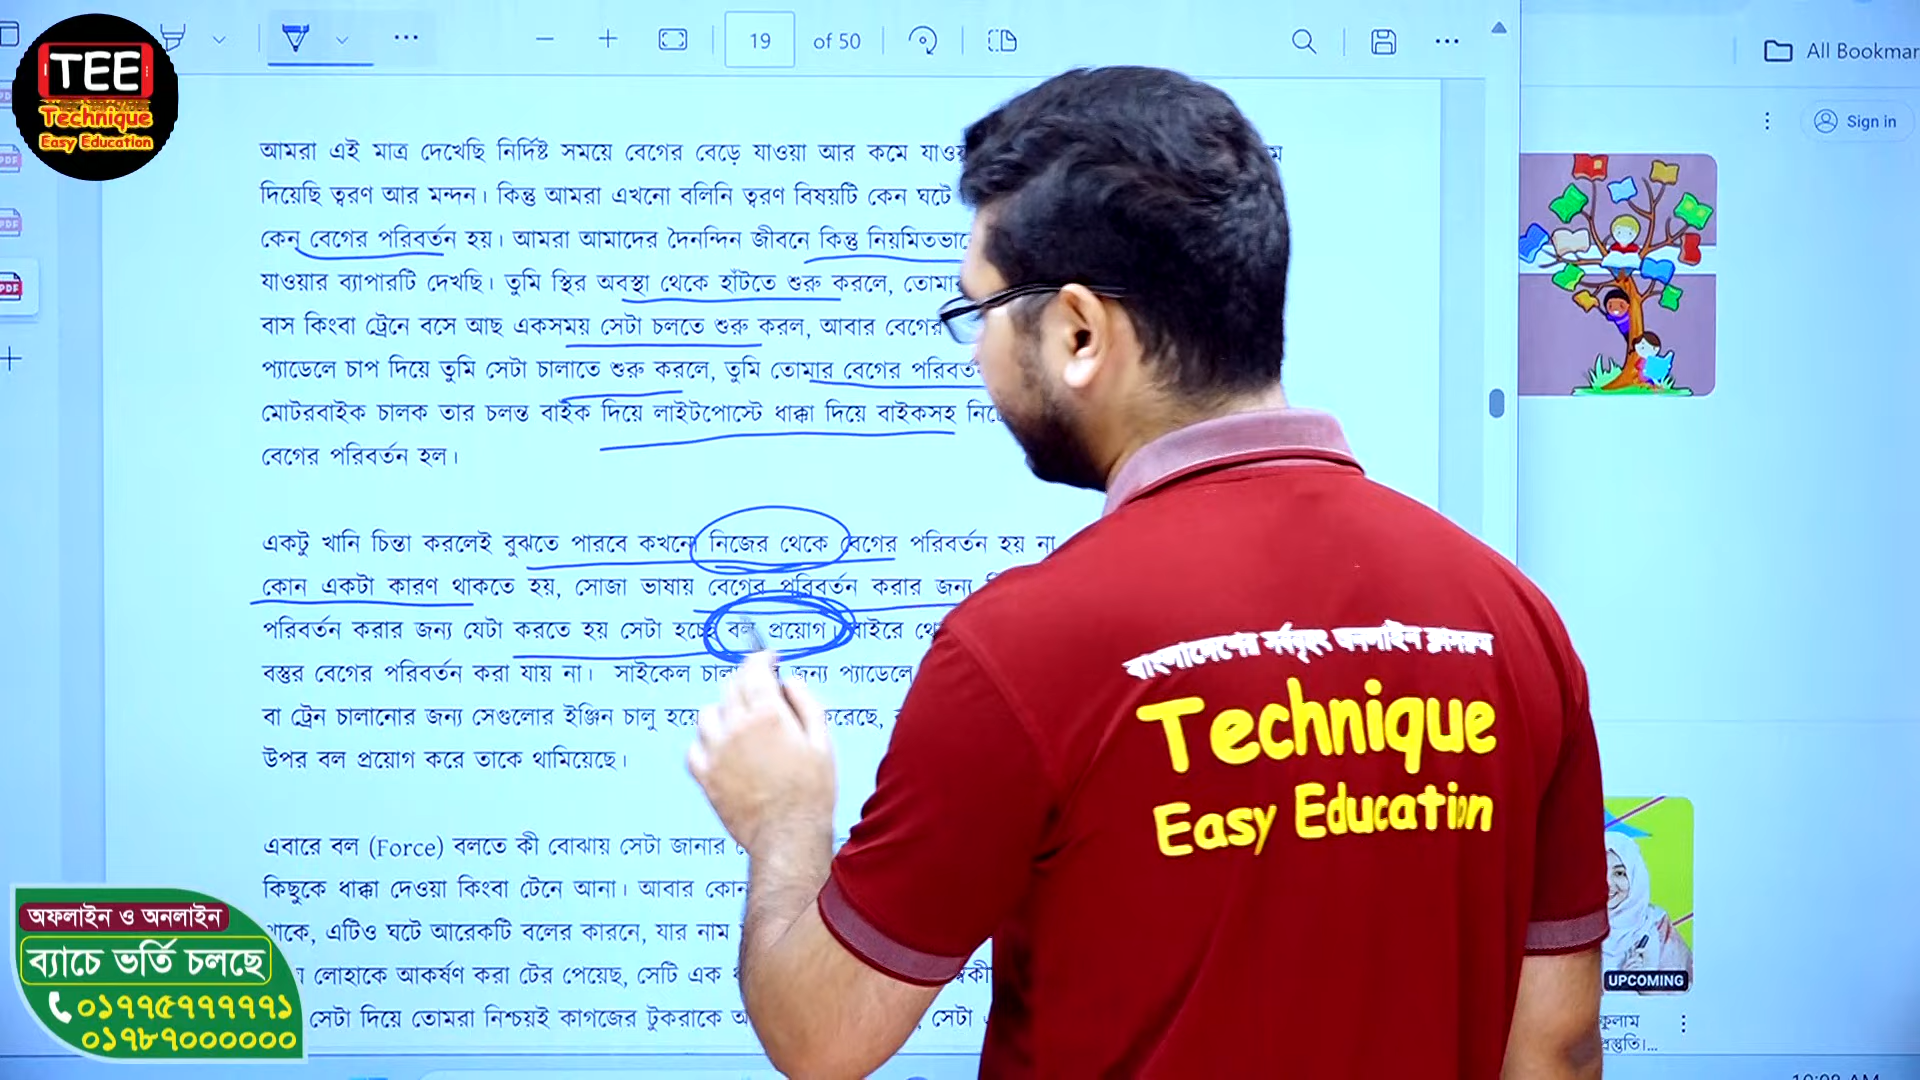 TEE
Technique
Easy Education
19 of 50
All Bookmar
Sign in
আমরা এই মাত্র দেখেছি নির্দিষ্ট সময়ে বেগের বেড়ে যাওয়া আর কমে
দিয়েছি ত্বরণ আর মন্দন। কিন্তু আমরা এখনো বলিনি ত্বরণ বিষয়টি কেন ঘটে
কেন বেগের পরিবর্তন হয়। আমরা আমাদের দৈনন্দিন জীবনে কিন্তু
যাওয়ার ব্যাপারটি দেখছি। তুমি স্থির অবস্থা থেকে হাঁটতে শুরু করলে,
বাস কিংবা ট্রেনে বসে আছ একসময় সেটা চলতে শুরু করল, আবার
প্যাডেলে চাপ দিয়ে তুমি সেটা চালাতে শুরু করলে, তুমি তোমার বেগের
মোটরবাইক চালক তার চলন্ত বাইক দিয়ে লাইটপোস্টে ধাক্কা দিয়ে বাইকসহ
বেগের পরিবর্তন হল।
একটু খানি চিন্তা করলেই বুঝতে পারবে কখনো নিজের থেকে বেগের পরিবর্তন হয় না
কোন একটা কারণ থাকতে হয়, সোজা ভাষায় বেগের পরিবর্তন করার জন্য
পরিবর্তন করার জন্য যেটা করতে হয় সেটা হচ্ছে বল প্রয়োগ। বাইরে
বস্তুর বেগের পরিবর্তন করা যায় না। সাইকেল জন্য প্যাডেলে
বা ট্রেন চালানোর জন্য সেগুলোর ইঞ্জিন চালু
উপর বল প্রয়োগ করে তাকে থামিয়েছে।
এবারে বল (Force) বলতে কী বোঝায় সেটা জানার
কিছুকে ধাক্কা দেওয়া কিংবা টেনে আনা। আবার
থাকে, এটিও ঘটে আরেকটি বলের কারনে, যার নাম
লোহাকে আকর্ষণ করা টের পেয়েছ, সেটি এক
সেটা দিয়ে তোমরা নিশ্চয়ই কাগজের টুকরাকে সেটা
বাংলাদেশের সর্ববৃহৎ অনলাইন ক্লাসরুম
Technique
Easy Education
অফলাইন ও অনলাইন
ব্যাচে ভর্তি চলছে
০১৭৭৫৭৭৭৭৭১
০১৭৮৭০০০০০০
UPCOMING